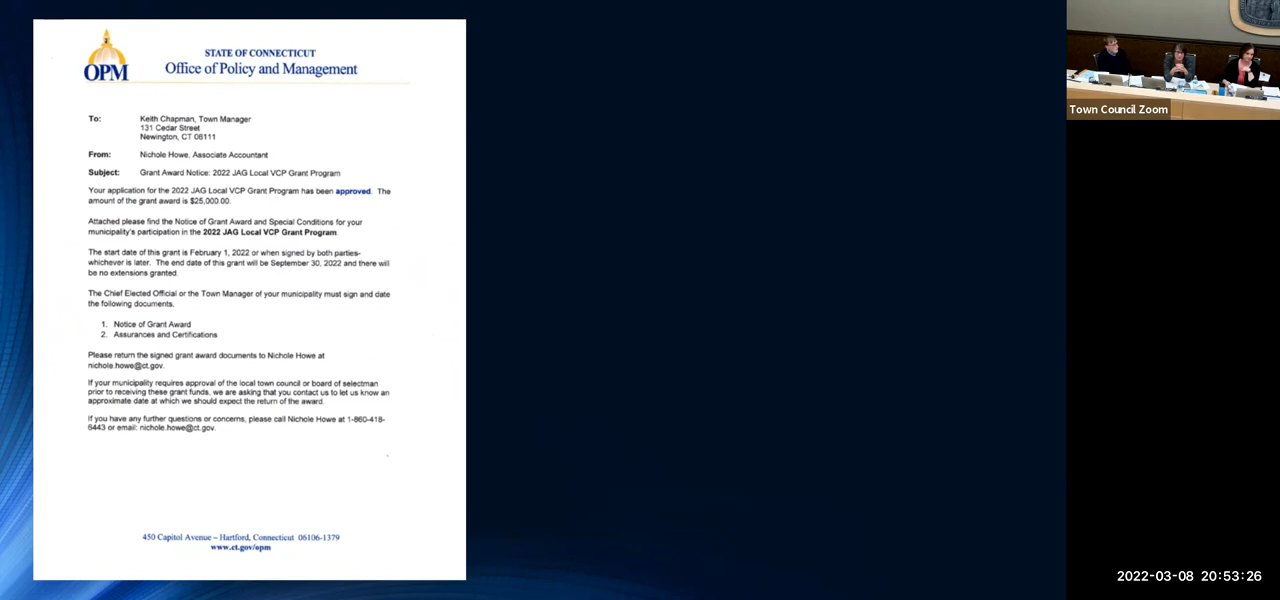 OPM
STATE OF CONNECTICUT
Office of Policy and Management
To: Keith Chapman, Town Manager
131 Cedar Street
Newington, CT 06111
From: Nichole Howe, Associate Accountant
Subject: Grant Award Notice: 2022 JAG Local VCP Grant Program
Your application for the 2022 JAG Local VCP Grant Program has been approved. The
amount of the grant award is $25,000.00.
Attached please find the Notice of Grant Award and Special Conditions for your
municipality's participation in the 2022 JAG Local VCP Grant Program
The start date of this grant is February 1, 2022 or when signed by both parties-
whichever is later. The end date of this grant will be September 30, 2022 and there will
be no extensions granted.
The Chief Elected Official or the Town Manager of your municipality must sign and date
the following documents.
1. Notice of Grant Award
2. Assurances and Certifications
Please return the signed grant award documents to Nichole Howe at
nichole.howe@ct.gov.
If your municipality requires approval of the local town council or board of selectman
prior to receiving these grant funds, we are asking that you contact us to let us know an
approximate date at which we should expect the return of the award.
If you have any further questions or concerns, please call Nichole Howe at 1-860-418-
6443 or email: nichole.howe@ct.gov.
450 Capitol Avenue – Hartford, Connecticut 06106-1379
www.ct.gov/opm
Town Council Zoom
2022-03-08 20:53:26